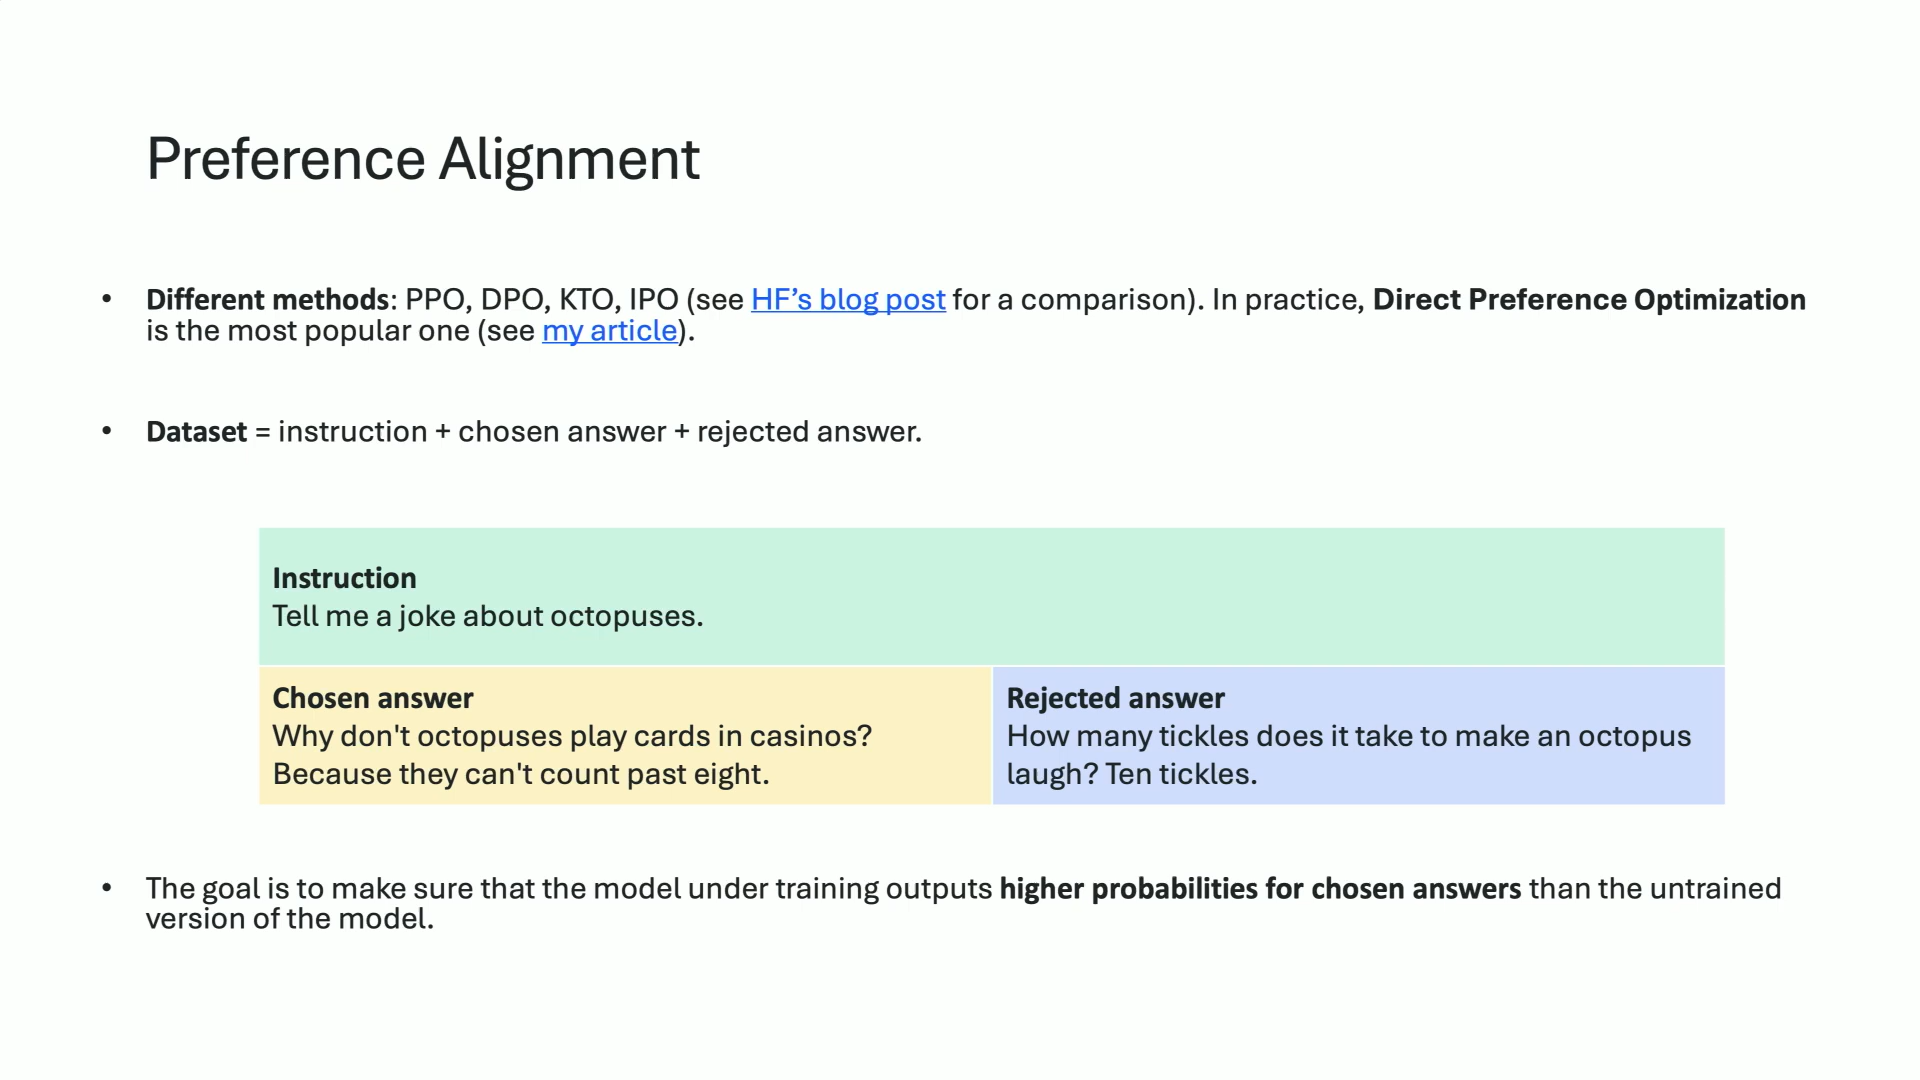 Preference Alignment
• Different methods: PPO, DPO, KTO, IPO (see HF’s blog post for a comparison). In practice, Direct Preference Optimization
is the most popular one (see my article).
• Dataset = instruction + chosen answer + rejected answer.
Instruction
Tell me a joke about octopuses.
Chosen answer
Why don't octopuses play cards in casinos?
Because they can't count past eight.
Rejected answer
How many tickles does it take to make an octopus
laugh? Ten tickles.
• The goal is to make sure that the model under training outputs higher probabilities for chosen answers than the untrained
version of the model.